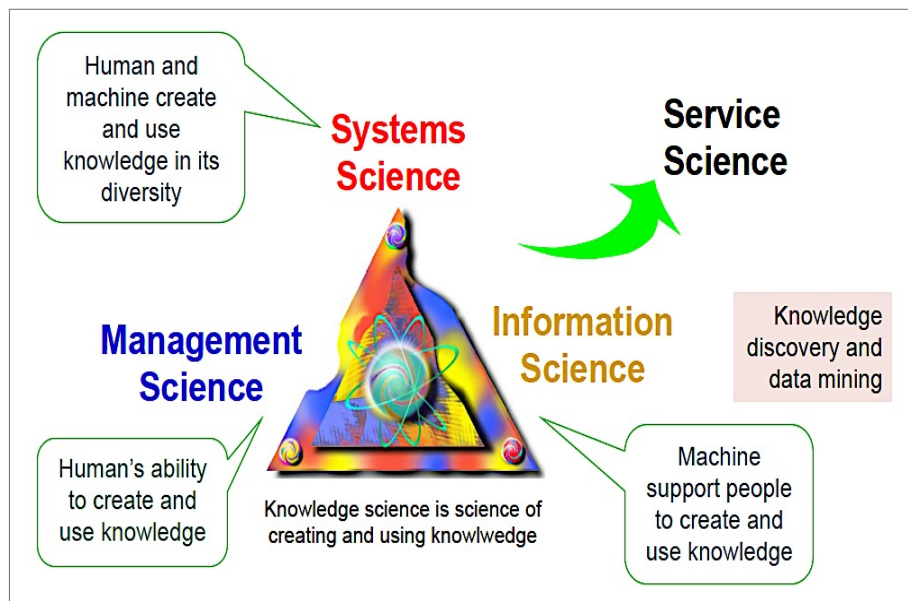 Human and
machine create
and use
knowledge in its
diversity
Systems
Science
Service
Science
Management
Science
Information
Science
Knowledge
discovery and
data mining
Human's ability
to create and
use knowledge
Knowledge science is science of
creating and using knowlwedge
Machine
support people
to create and
use knowledge